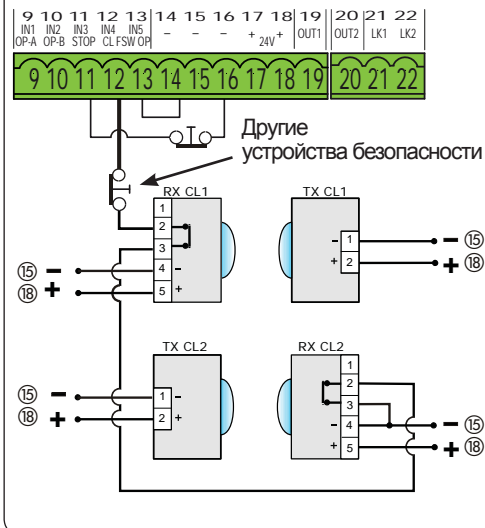 9 10 11 12 13 14 15 16 17 18 19 20 21 22
IN1 IN2 IN3 IN4 IN5 – – – + + OUT1 OUT2 LK1 LK2
OP-A OP-B STOP CL FSW OP 24V
9 10 11 12 13 14 15 16 17 18 19 20 21 22
Другие
устройства безопасности
RX CL1 TX CL1
1
2
3
4 -
5 +
- 1
+ 2
⑮ −
⑱ +
− ⑮
+ ⑱
TX CL2 RX CL2
1 -
2 +
1
2
3
- 4
+ 5
⑮ −
⑱ +
− ⑮
+ ⑱